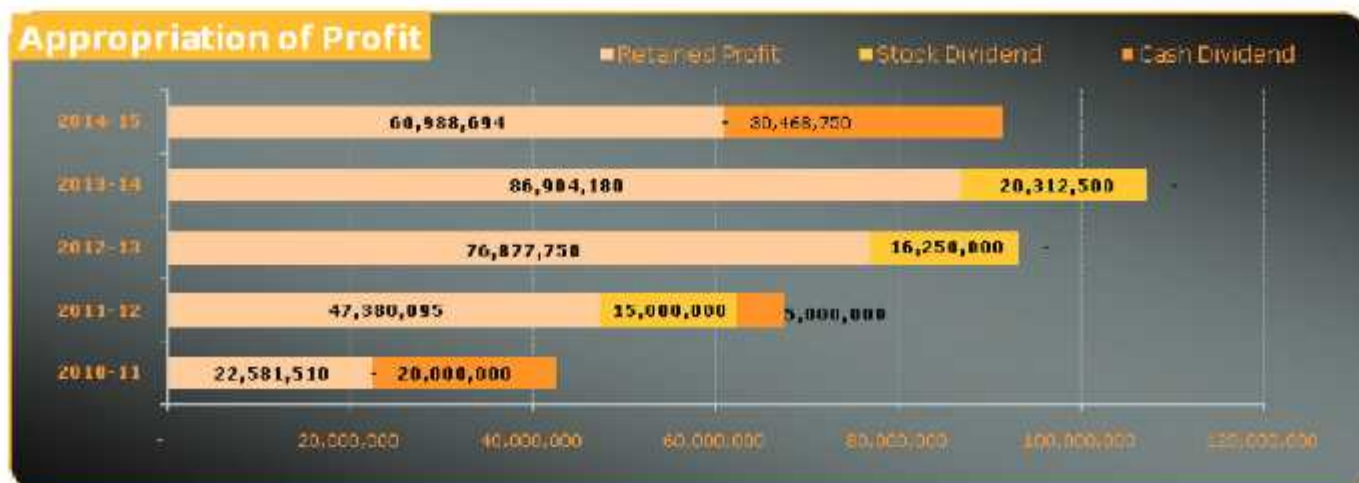 Appropriation of Profit
Retained Profit Stock Dividend Cash Dividend
2014-15 60,988,694 - 30,468,750
2013-14 86,904,180 20,312,500 -
2012-13 76,877,750 16,250,000 -
2011-12 47,380,095 15,000,000 5,000,000
2010-11 22,581,510 - 20,000,000
- 20,000,000 40,000,000 60,000,000 80,000,000 100,000,000 120,000,000